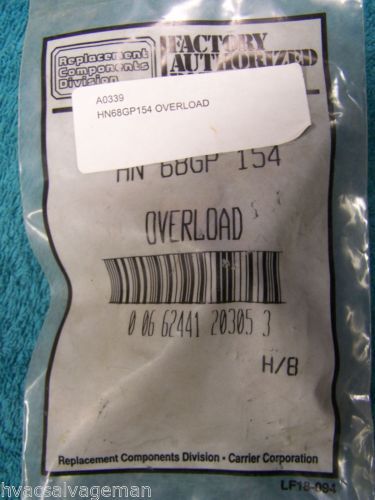 Replacement
Components
Division
FACTORY
AUTHORIZED
A0339
HN68GP154 OVERLOAD
HN 68GP 154
OVERLOAD
0 06 62441 20305 3
H/B
Replacement Components Division • Carrier Corporation
LF18-094
hvacsalvageman